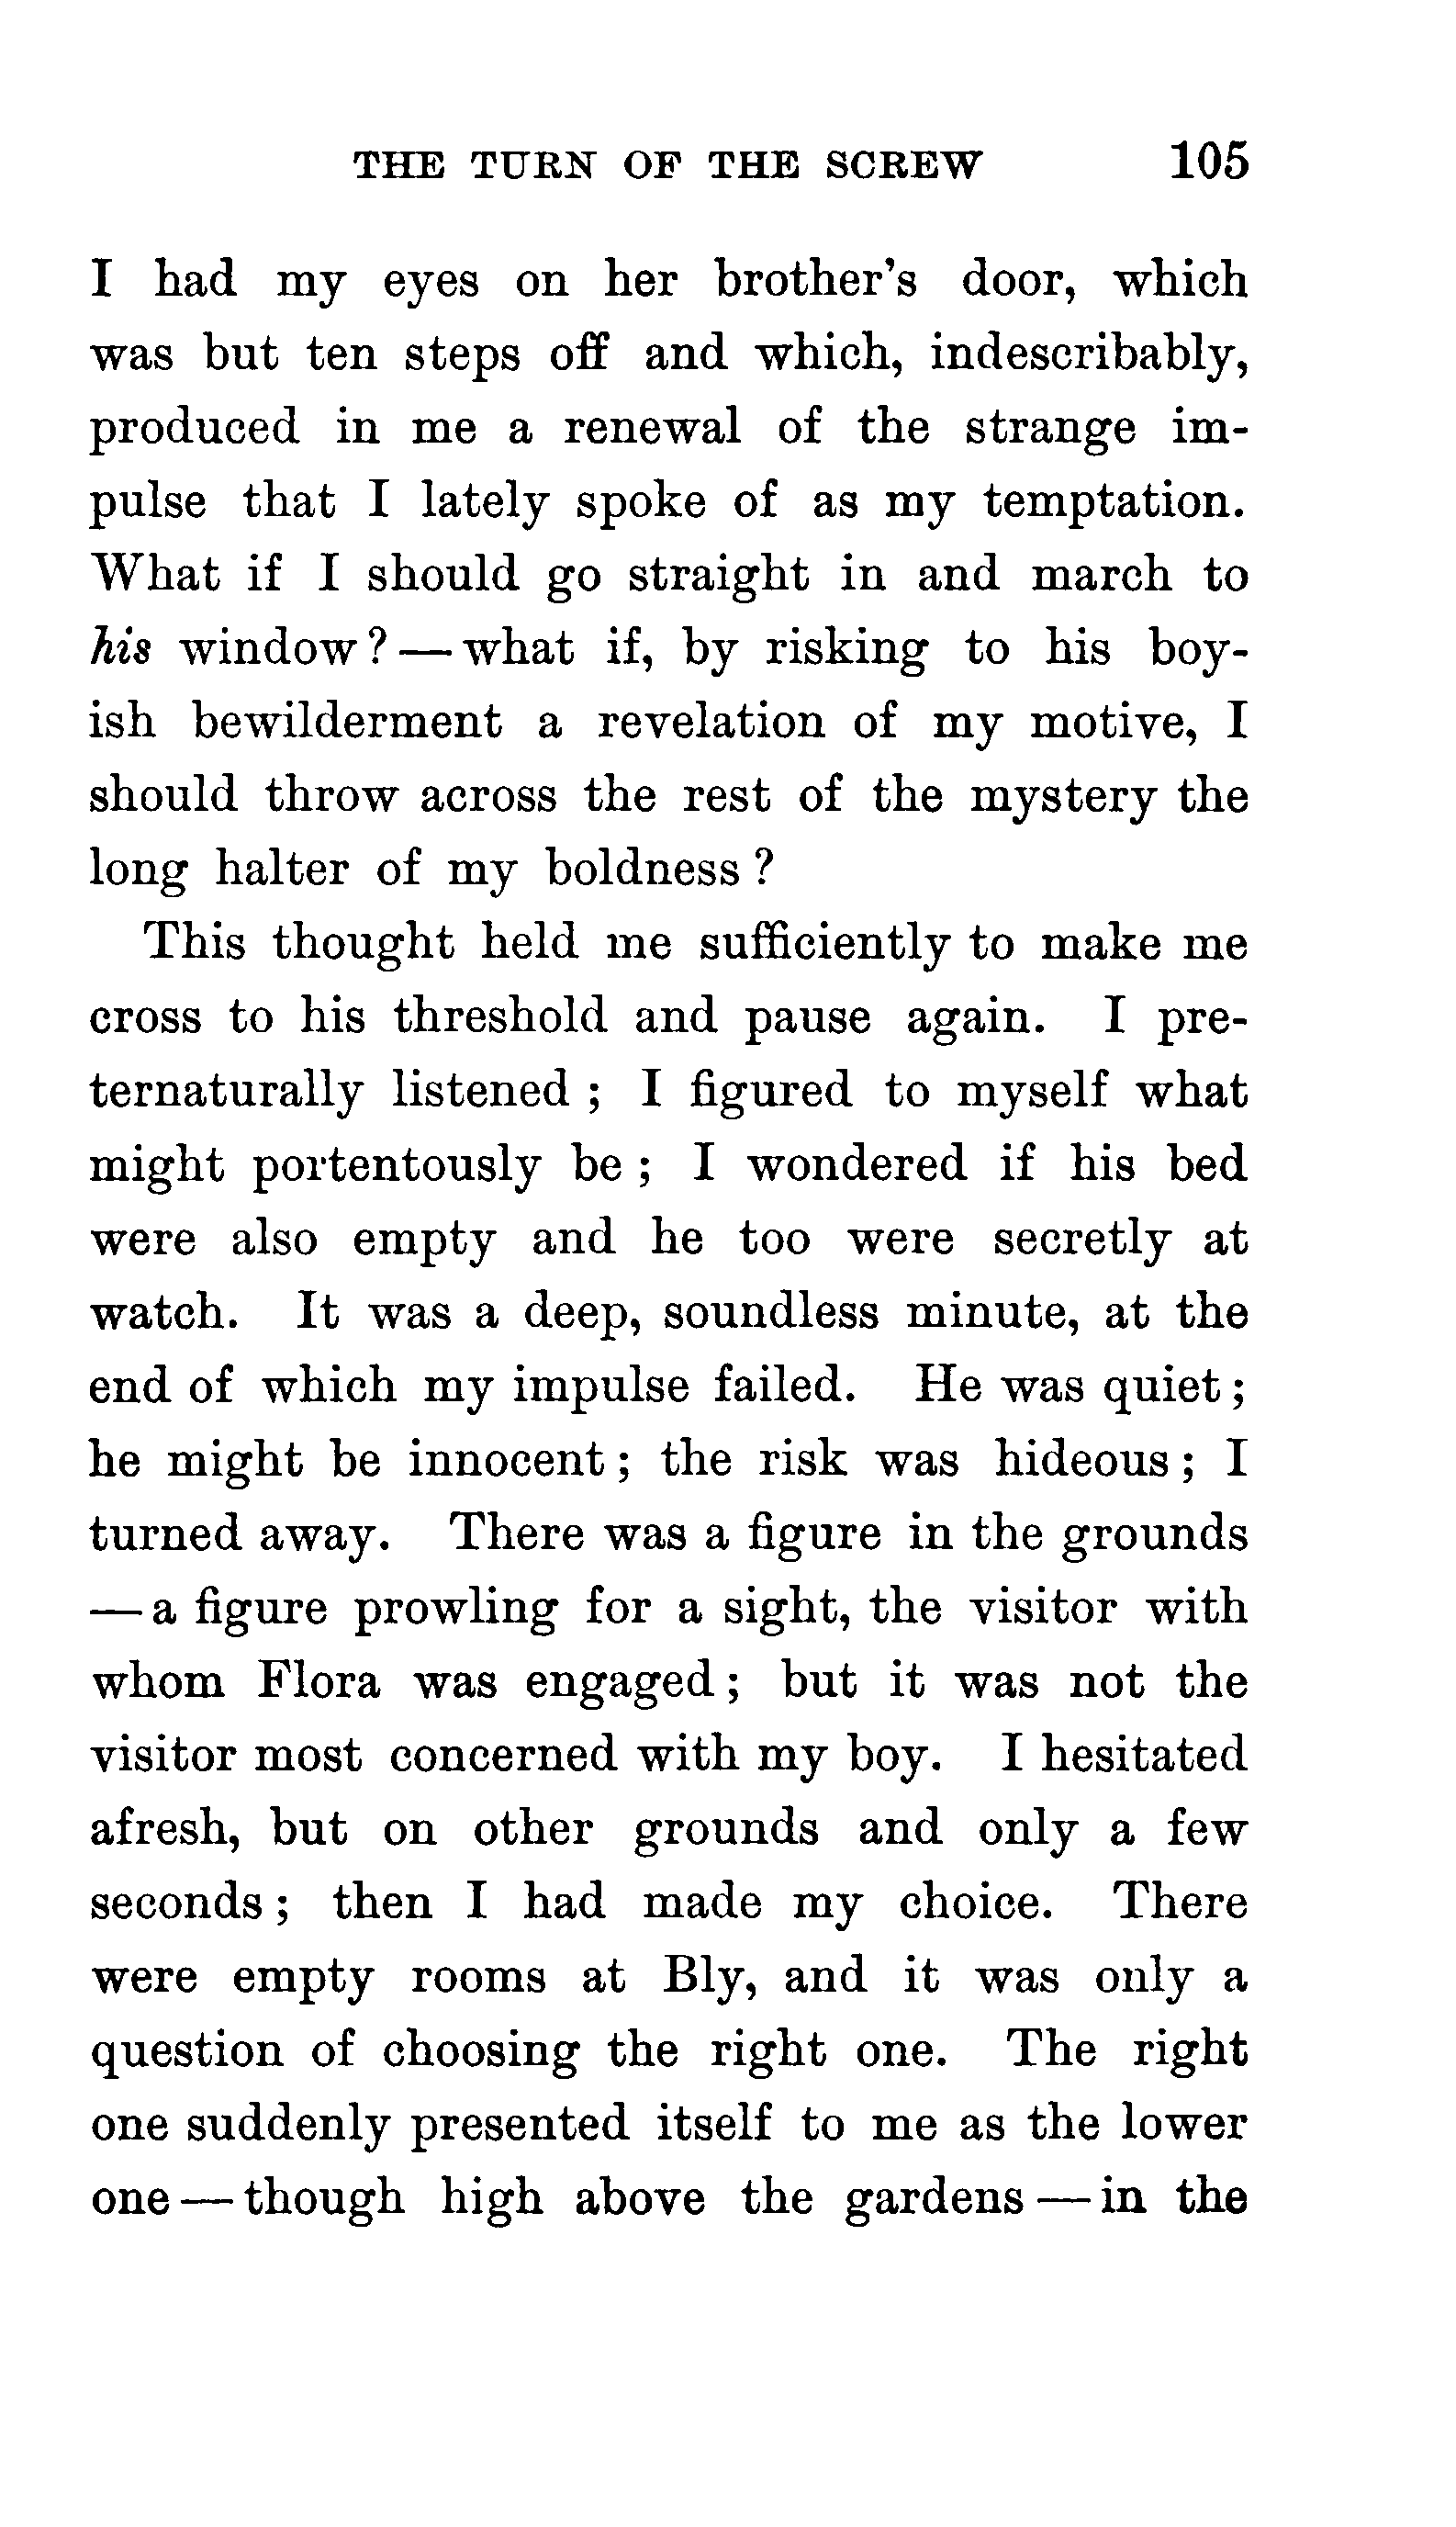 THE TURN OF THE SCREW 105
I had my eyes on her brother's door, which
was but ten steps off and which, indescribably,
produced in me a renewal of the strange im-
pulse that I lately spoke of as my temptation.
What if I should go straight in and march to
his window?—what if, by risking to his boy-
ish bewilderment a revelation of my motive, I
should throw across the rest of the mystery the
long halter of my boldness?
This thought held me sufficiently to make me
cross to his threshold and pause again. I pre-
ternaturally listened; I figured to myself what
might portentously be; I wondered if his bed
were also empty and he too were secretly at
watch. It was a deep, soundless minute, at the
end of which my impulse failed. He was quiet;
he might be innocent; the risk was hideous; I
turned away. There was a figure in the grounds
—a figure prowling for a sight, the visitor with
whom Flora was engaged; but it was not the
visitor most concerned with my boy. I hesitated
afresh, but on other grounds and only a few
seconds; then I had made my choice. There
were empty rooms at Bly, and it was only a
question of choosing the right one. The right
one suddenly presented itself to me as the lower
one—though high above the gardens—in the